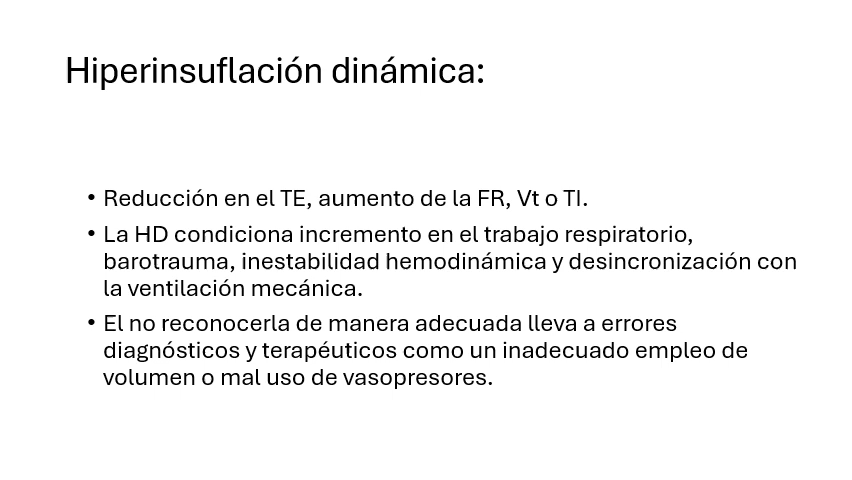 Hiperinsuflación dinámica:
• Reducción en el TE, aumento de la FR, Vt o TI.
• La HD condiciona incremento en el trabajo respiratorio,
barotrauma, inestabilidad hemodinámica y desincronización con
la ventilación mecánica.
• El no reconocerla de manera adecuada lleva a errores
diagnósticos y terapéuticos como un inadecuado empleo de
volumen o mal uso de vasopresores.